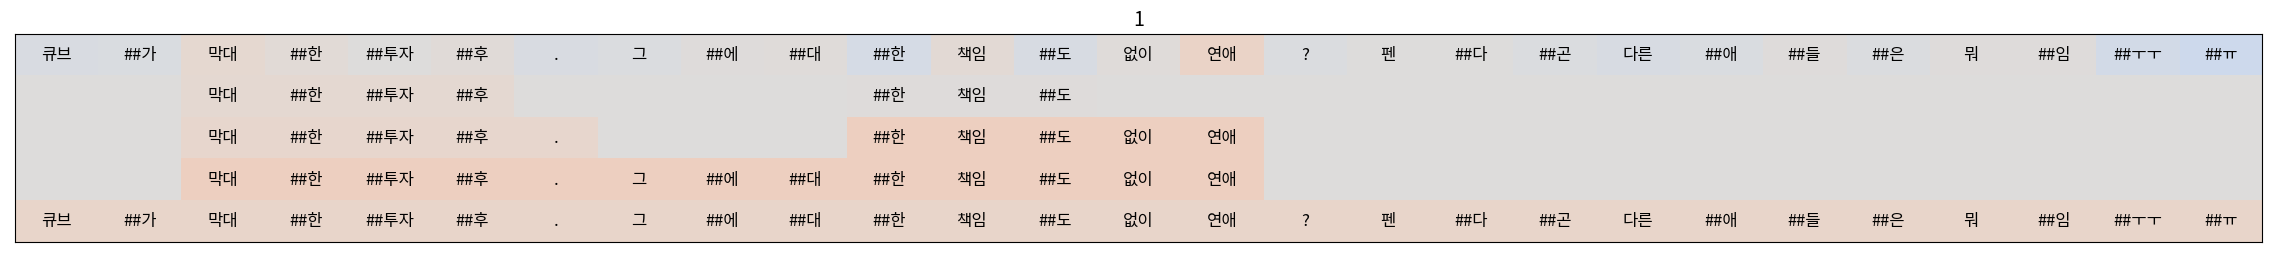 1
큐브 ##가 막대 ##한 ##투자 ##후 . 그 ##에 ##대 ##한 책임 ##도 없이 연애 ? 펜 ##다 ##곤 다른 ##애 ##들 ##은 뭐 ##임 ##ㅜㅜ ##ㅠ
막대 ##한 ##투자 ##후 ##한 책임 ##도
막대 ##한 ##투자 ##후 . ##한 책임 ##도 없이 연애
막대 ##한 ##투자 ##후 . 그 ##에 ##대 ##한 책임 ##도 없이 연애
큐브 ##가 막대 ##한 ##투자 ##후 . 그 ##에 ##대 ##한 책임 ##도 없이 연애 ? 펜 ##다 ##곤 다른 ##애 ##들 ##은 뭐 ##임 ##ㅜㅜ ##ㅠ